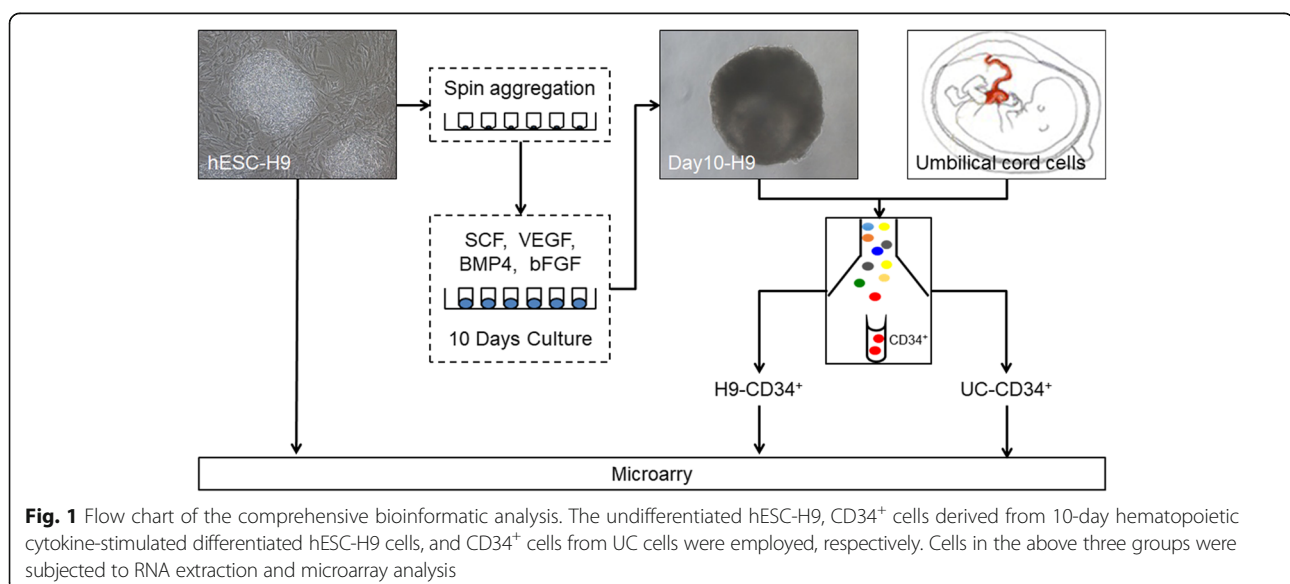 hESC-H9
Spin aggregation
SCF, VEGF,
BMP4, bFGF
10 Days Culture
Day10-H9
Umbilical cord cells
CD34⁺
H9-CD34⁺
UC-CD34⁺
Microarry
Fig. 1 Flow chart of the comprehensive bioinformatic analysis. The undifferentiated hESC-H9, CD34⁺ cells derived from 10-day hematopoietic
cytokine-stimulated differentiated hESC-H9 cells, and CD34⁺ cells from UC cells were employed, respectively. Cells in the above three groups were
subjected to RNA extraction and microarray analysis